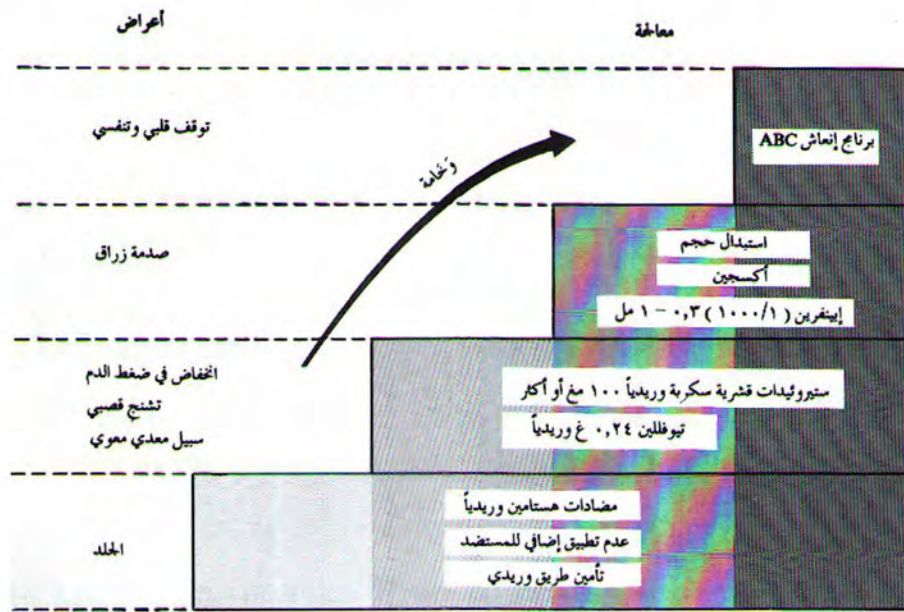 معالجة
أعراض
برنامج إنعاش ABC
توقف قلبي وتنفسي
وَخَامة
استبدال حجم
أكسجين
إيبنفرين (١٠٠٠/١) ٠,٣ – ١ مل
صدمة زراق
ستيروئيدات قشرية سكرية وريدياً ١٠٠ مغ أو أكثر
تيوفللين ٠,٢٤ غ وريدياً
انخفاض في ضغط الدم
تشنج قصبي
سبيل معدي معوي
مضادات هستامين وريدياً
عدم تطبيق إضافي للمستضد
تأمين طريق وريدي
الجلد